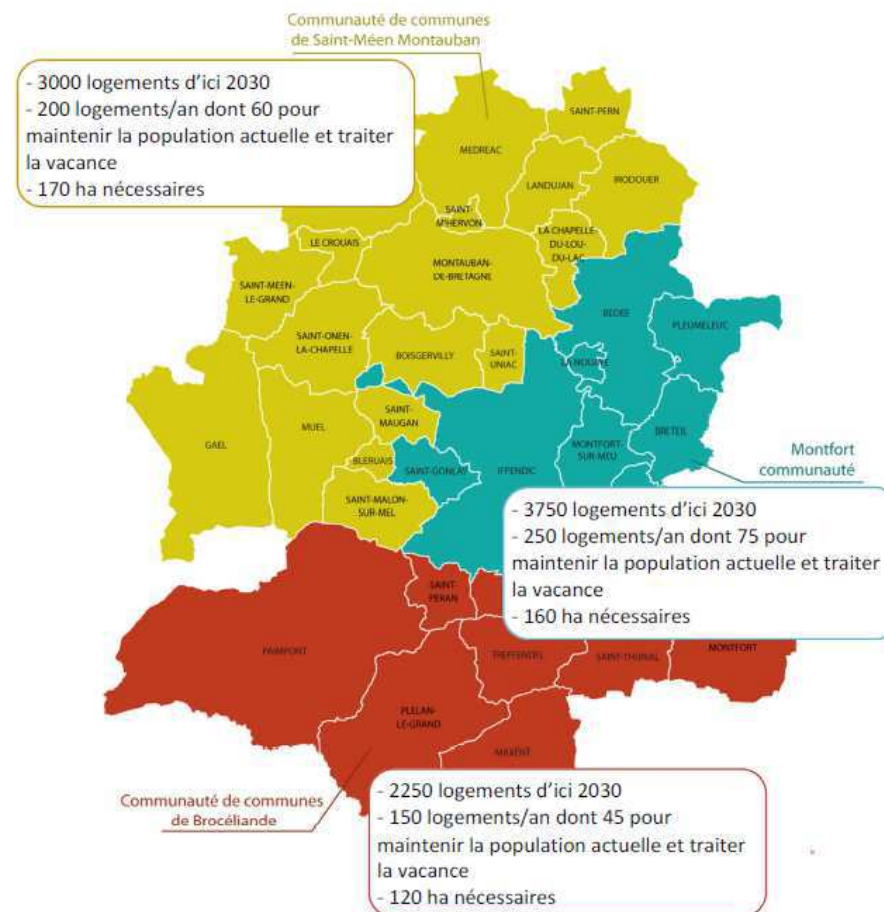 Communauté de communes
de Saint-Méen Montauban
- 3000 logements d'ici 2030
- 200 logements/an dont 60 pour
maintenir la population actuelle et traiter
la vacance
- 170 ha nécessaires
SAINT-PERN
MEDREAC
LANDUJAN
IRODOUER
SAINT-
M'HERVON
LE CROUAIS
LA CHAPELLE-
DU-LOU-
DU-LAC
MONTAUBAN-
DE-BRETAGNE
SAINT-MEEN-
LE-GRAND
BEDEE
PLEUMELEUC
SAINT-ONEN-
LA-CHAPELLE
BOISGERVILLY
SAINT-
UNIAC
LA NOUAYE
SAINT-
MAUGAN
BRETEIL
GAEL
MUEL
MONTFORT-
SUR-MEU
Montfort
communauté
BLERUAIS
SAINT-GONLAY
IFFENDIC
SAINT-MALON-
SUR-MEL
- 3750 logements d'ici 2030
- 250 logements/an dont 75 pour
maintenir la population actuelle et traiter
la vacance
- 160 ha nécessaires
SAINT-
PERAN
PAIMPONT
TREFFENDEL
SAINT-THURIAL
MONTFORT
PLELAN-
LE-GRAND
MAXENT
Communauté de communes
de Brocéliande
- 2250 logements d'ici 2030
- 150 logements/an dont 45 pour
maintenir la population actuelle et traiter
la vacance
- 120 ha nécessaires